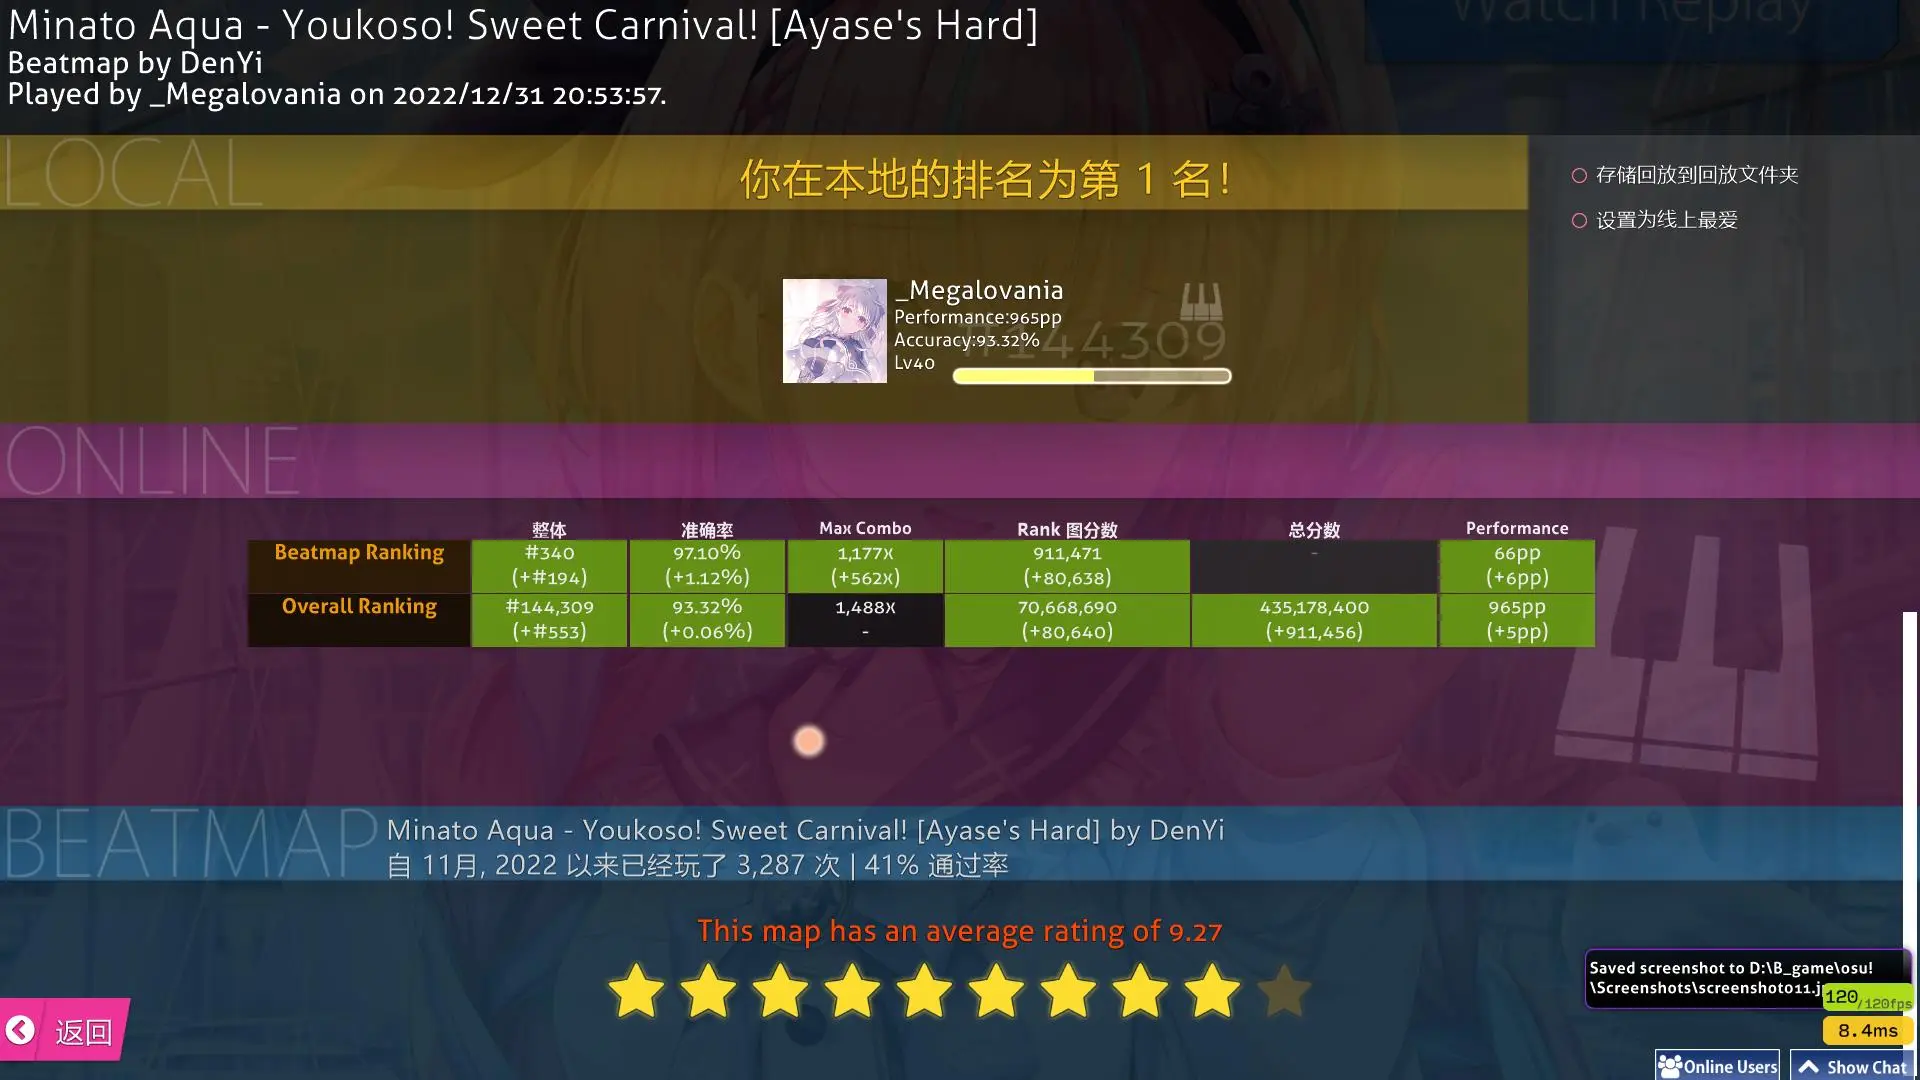 Minato Aqua - Youkoso! Sweet Carnival! [Ayase's Hard]
Beatmap by DenYi
Played by _Megalovania on 2022/12/31 20:53:57.
Watch Replay
LOCAL
你在本地的排名为第 1 名!
存储回放到回放文件夹
设置为线上最爱
_Megalovania
Performance:965pp
Accuracy:93.32%
Lv40
#144309
ONLINE
整体 准确率 Max Combo Rank 图分数 总分数 Performance
Beatmap Ranking #340 97.10% 1,177x 911,471 - 66pp
(+#194) (+1.12%) (+562x) (+80,638) (+6pp)
Overall Ranking #144,309 93.32% 1,488x 70,668,690 435,178,400 965pp
(+#553) (+0.06%) - (+80,640) (+911,456) (+5pp)
BEATMAP
Minato Aqua - Youkoso! Sweet Carnival! [Ayase's Hard] by DenYi
自 11月, 2022 以来已经玩了 3,287 次 | 41% 通过率
This map has an average rating of 9.27
Saved screenshot to D:\B_game\osu!
\Screenshots\screenshot011.j
120/120fps
8.4ms
返回
Online Users
Show Chat